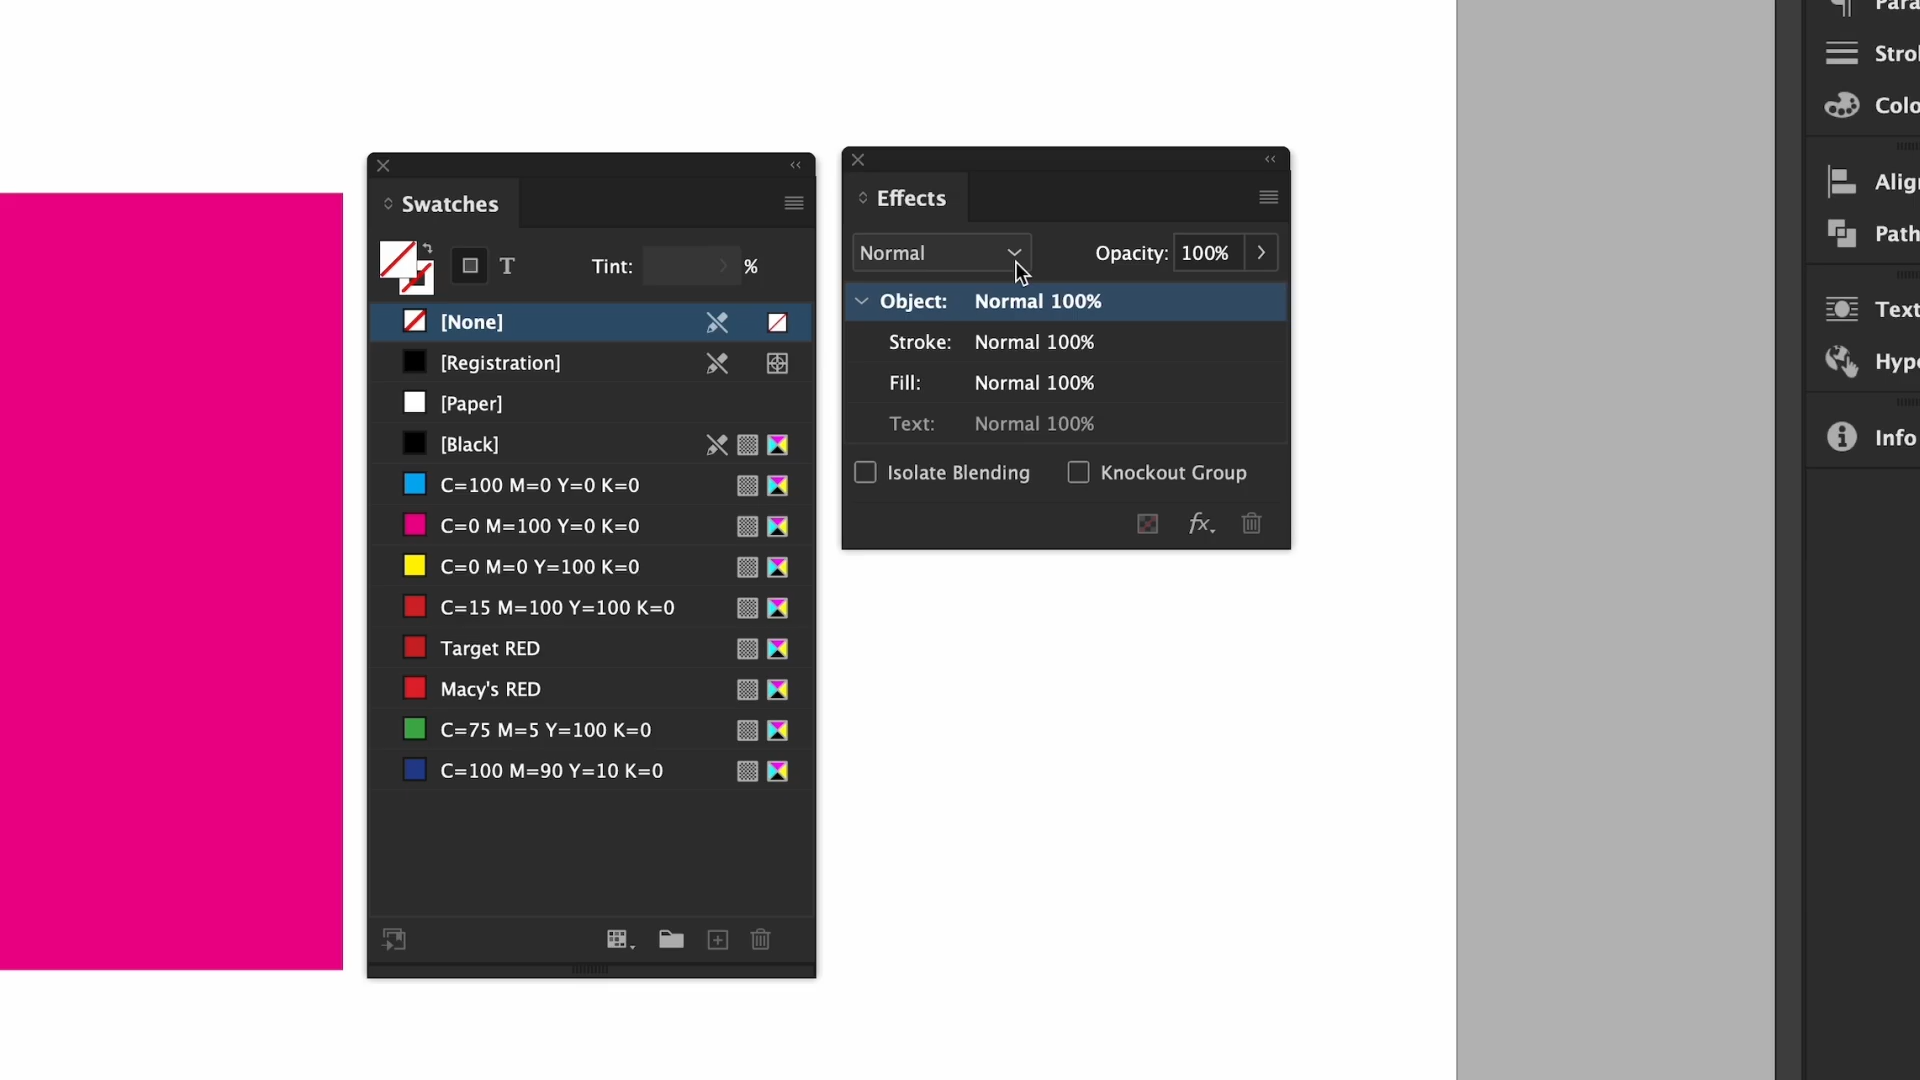 Swatches
T
Tint:
%
[None]
[Registration]
[Paper]
[Black]
C=100 M=0 Y=0 K=0
C=0 M=100 Y=0 K=0
C=0 M=0 Y=100 K=0
C=15 M=100 Y=100 K=0
Target RED
Macy's RED
C=75 M=5 Y=100 K=0
C=100 M=90 Y=10 K=0
Effects
Normal Opacity: 100%
Object: Normal 100%
Stroke: Normal 100%
Fill: Normal 100%
Text: Normal 100%
Isolate Blending Knockout Group
fx.
Para
Stro
Colo
Align
Path
Text
Hype
Info